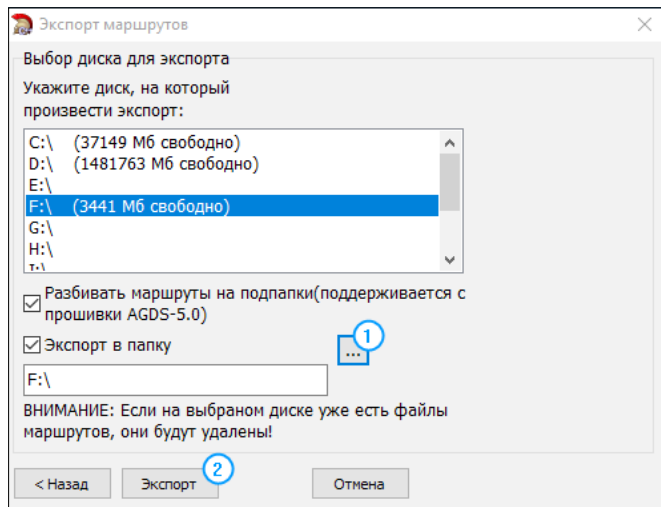 Экспорт маршрутов
Выбор диска для экспорта
Укажите диск, на который
произвести экспорт:
C:\ (37149 Мб свободно)
D:\ (1481763 Мб свободно)
E:\
F:\ (3441 Мб свободно)
G:\
H:\
I:\
Разбивать маршруты на подпапки(поддерживается с
прошивки AGDS-5.0)
Экспорт в папку
...
1
F:\
ВНИМАНИЕ: Если на выбраном диске уже есть файлы
маршрутов, они будут удалены!
2
< Назад
Экспорт
Отмена